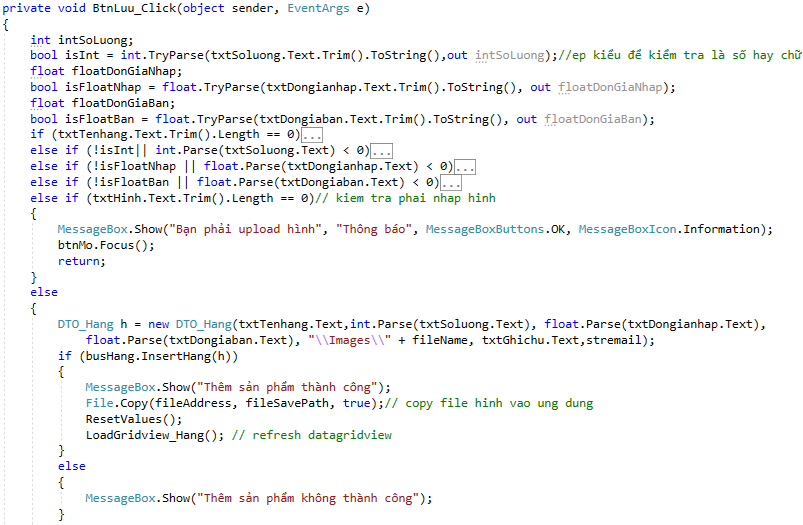 private void BtnLuu_Click(object sender, EventArgs e)
{
int intSoLuong;
bool isInt = int.TryParse(txtSoluong.Text.Trim().ToString(),out intSoLuong);//ep kiểu để kiểm tra là số hay chữ
float floatDonGiaNhap;
bool isFloatNhap = float.TryParse(txtDongianhap.Text.Trim().ToString(), out floatDonGiaNhap);
float floatDonGiaBan;
bool isFloatBan = float.TryParse(txtDongiaban.Text.Trim().ToString(), out floatDonGiaBan);
if (txtTenhang.Text.Trim().Length == 0)...
else if (!isInt|| int.Parse(txtSoluong.Text) < 0)...
else if (!isFloatNhap || float.Parse(txtDongianhap.Text) < 0)...
else if (!isFloatBan || float.Parse(txtDongiaban.Text) < 0)...
else if (txtHinh.Text.Trim().Length == 0)// kiem tra phai nhap hinh
{
MessageBox.Show("Bạn phải upload hình", "Thông báo", MessageBoxButtons.OK, MessageBoxIcon.Information);
btnMo.Focus();
return;
}
else
{
DTO_Hang h = new DTO_Hang(txtTenhang.Text,int.Parse(txtSoluong.Text), float.Parse(txtDongianhap.Text),
float.Parse(txtDongiaban.Text), "\\Images\\" + fileName, txtGhichu.Text,stremail);
if (busHang.InsertHang(h))
{
MessageBox.Show("Thêm sản phẩm thành công");
File.Copy(fileAddress, fileSavePath, true);// copy file hinh vao ung dung
ResetValues();
LoadGridview_Hang(); // refresh datagridview
}
else
{
MessageBox.Show("Thêm sản phẩm không thành công");
}